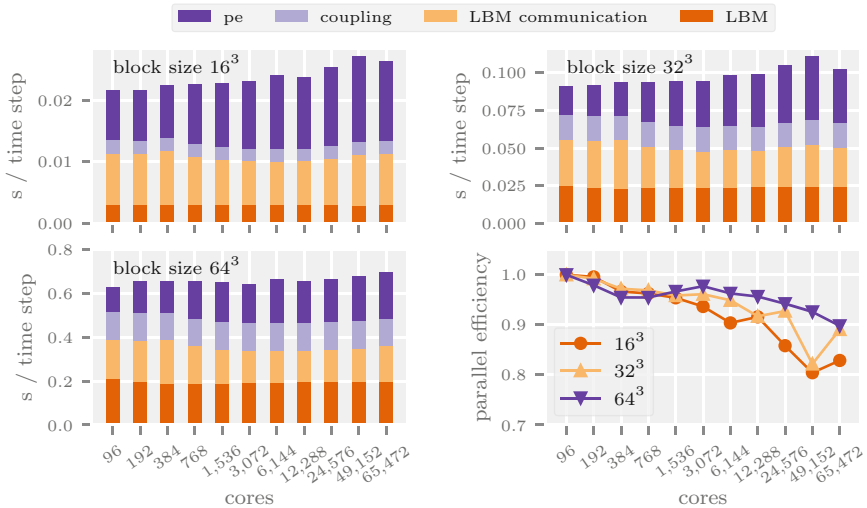 pe coupling LBM communication LBM
block size 16³
s / time step
0.02
0.01
0.00
block size 32³
s / time step
0.100
0.075
0.050
0.025
0.000
block size 64³
s / time step
0.8
0.6
0.4
0.2
0.0
96 192 384 768 1,536 3,072 6,144 12,288 24,576 49,152 65,472
cores
parallel efficiency
1.0
0.9
0.8
0.7
16³
32³
64³
96 192 384 768 1,536 3,072 6,144 12,288 24,576 49,152 65,472
cores